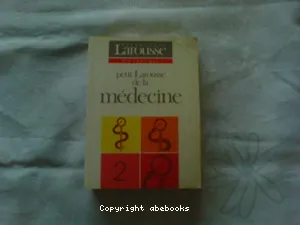 Larousse
petit Larousse
de la
médecine
2
Copyright abebooks